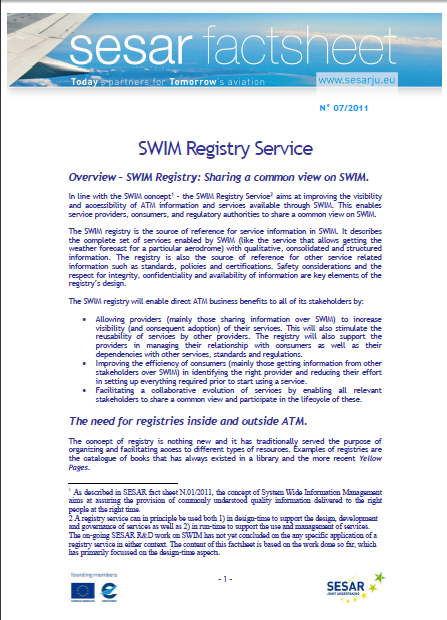 sesar factsheet
Today's partners for Tomorrow's aviation
www.sesarju.eu
N° 07/2011
SWIM Registry Service
Overview – SWIM Registry: Sharing a common view on SWIM.
In line with the SWIM concept¹ - the SWIM Registry Service² aims at improving the visibility
and accessibility of ATM information and services available through SWIM. This enables
service providers, consumers, and regulatory authorities to share a common view on SWIM.
The SWIM registry is the source of reference for service information in SWIM. It describes
the complete set of services enabled by SWIM (like the service that allows getting the
weather forecast for a particular aerodrome) with qualitative, consolidated and structured
information. The registry is also the source of reference for other service related
information such as standards, policies and certifications. Safety considerations and the
respect for integrity, confidentiality and availability of information are key elements of the
registry's design.
The SWIM registry will enable direct ATM business benefits to all of its stakeholders by:
• Allowing providers (mainly those sharing information over SWIM) to increase
visibility (and consequent adoption) of their services. This will also stimulate the
reusability of services by other providers. The registry will also support the
providers in managing their relationship with consumers as well as their
dependencies with other services, standards and regulations.
• Improving the efficiency of consumers (mainly those getting information from other
stakeholders over SWIM) in identifying the right provider and reducing their effort
in setting up everything required prior to start using a service.
• Facilitating a collaborative evolution of services by enabling all relevant
stakeholders to share a common view and participate in the lifecycle of these.
The need for registries inside and outside ATM.
The concept of registry is nothing new and it has traditionally served the purpose of
organizing and facilitating access to different types of resources. Examples of registries are
the catalogue of books that has always existed in a library and the more recent Yellow
Pages.
¹ As described in SESAR fact sheet N.01/2011, the concept of System Wide Information Management
aims at assuring the provision of commonly understood quality information delivered to the right
people at the right time.
2 A registry service can in principle be used both 1) in design-time to support the design, development
and governance of services as well as 2) in run-time to support the use and management of services.
The on-going SESAR R&D work on SWIM has not yet concluded on the any specific application of a
registry service in either context. The content of this factsheet is based on the work done so far, which
has primarily focussed on the design-time aspects.
founding members
- 1 -
SESAR
JOINT UNDERTAKING